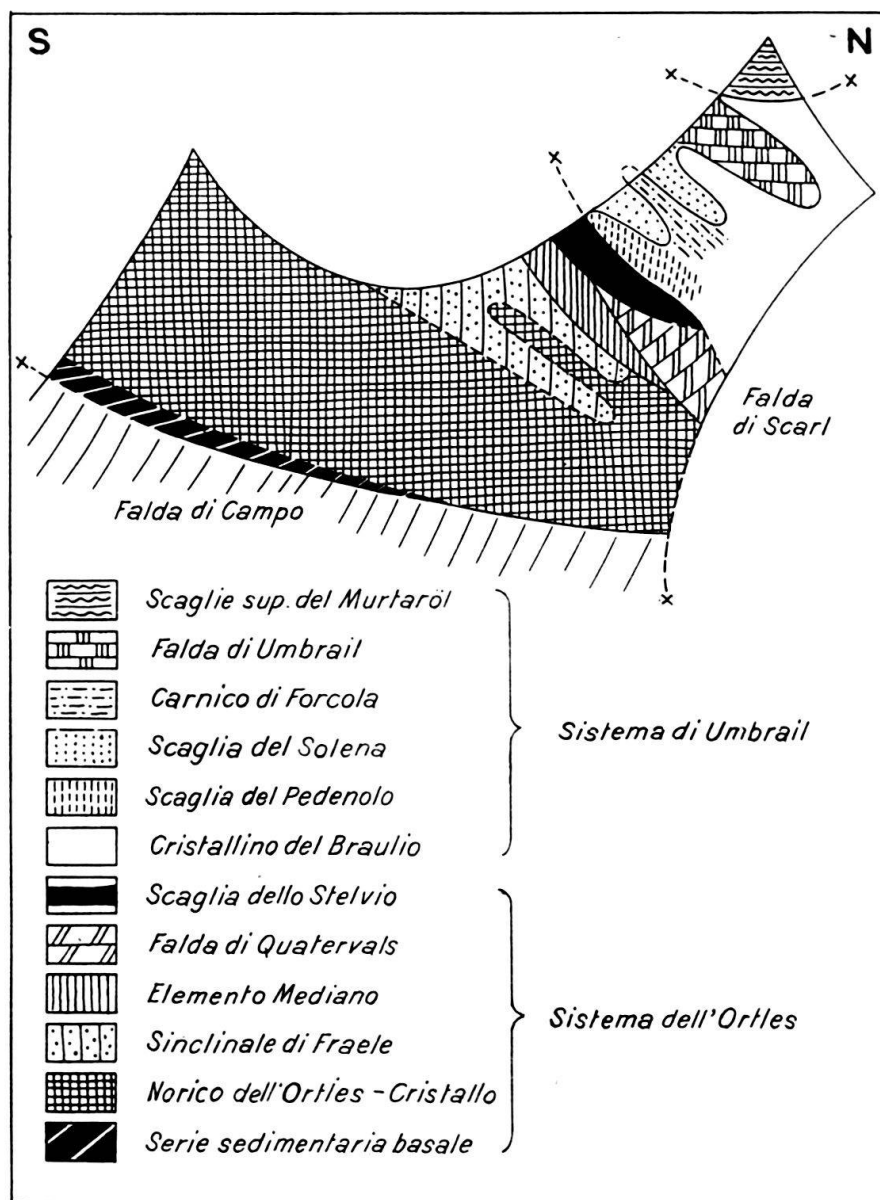 S
N
Falda
di Scarl
Falda di Campo
Scaglie sup. del Murtaröl
Falda di Umbrail
Carnico di Forcola
Scaglia del Solena
Scaglia del Pedenolo
Cristallino del Braulio
Sistema di Umbrail
Scaglia dello Stelvio
Falda di Quatervals
Elemento Mediano
Sinclinale di Fraele
Norico dell'Ortles - Cristallo
Serie sedimentaria basale
Sistema dell'Ortles